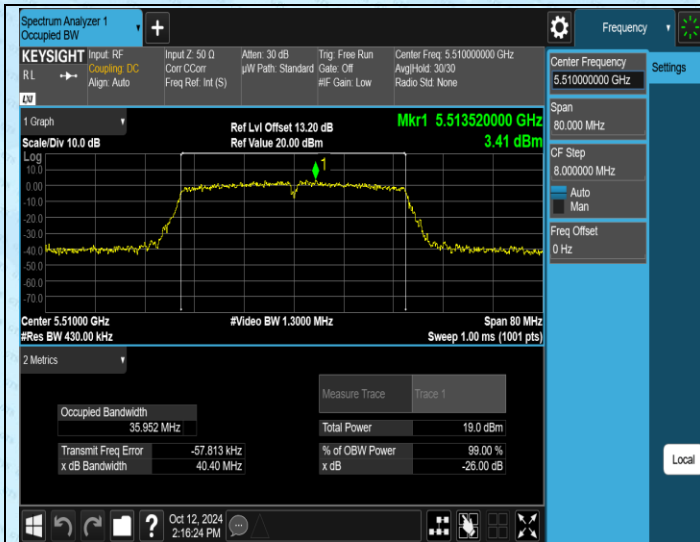 Spectrum Analyzer 1
Occupied BW
Frequency
KEYSIGHT
Input: RF
Coupling: DC
Align: Auto
RL
LXI
Input Z: 50 Ω
Corr CCorr
Freq Ref: Int (S)
Atten: 30 dB
µW Path: Standard
Trig: Free Run
Gate: Off
#IF Gain: Low
Center Freq: 5.510000000 GHz
Avg|Hold: 30/30
Radio Std: None
Center Frequency
5.510000000 GHz
Settings
Span
80.000 MHz
CF Step
8.000000 MHz
Auto
Man
Freq Offset
0 Hz
Local
1 Graph
Scale/Div 10.0 dB
Ref Lvl Offset 13.20 dB
Ref Value 20.00 dBm
Mkr1 5.513520000 GHz
3.41 dBm
Log
10.0
0.00
-10.0
-20.0
-30.0
-40.0
-50.0
-60.0
-70.0
1
Center 5.51000 GHz
#Res BW 430.00 kHz
#Video BW 1.3000 MHz
Span 80 MHz
Sweep 1.00 ms (1001 pts)
2 Metrics
Measure Trace
Trace 1
Occupied Bandwidth
35.952 MHz
Total Power
19.0 dBm
Transmit Freq Error
-57.813 kHz
% of OBW Power
99.00 %
x dB Bandwidth
40.40 MHz
x dB
-26.00 dB
?
Oct 12, 2024
2:16:24 PM